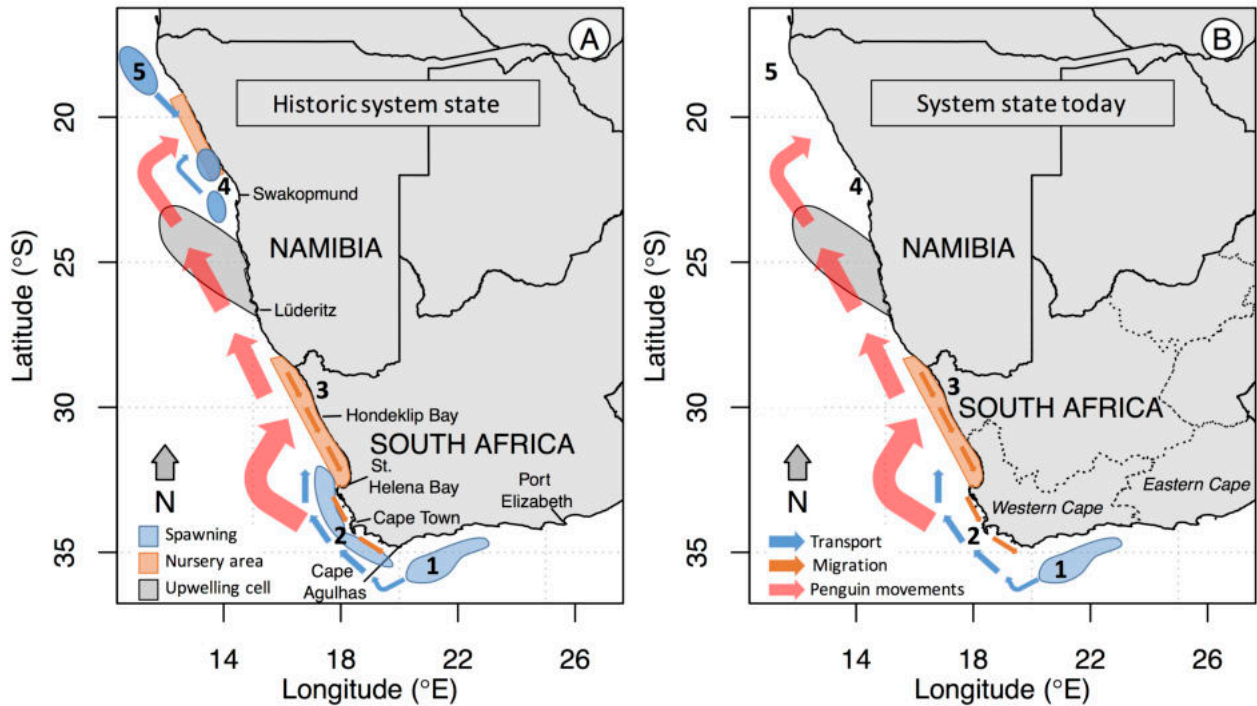 A
Historic system state
5
4
Swakopmund
NAMIBIA
Lüderitz
3
Hondeklip Bay
SOUTH AFRICA
St.
Helena Bay
Port
Elizabeth
Cape Town
2
Cape
Agulhas
1
N
Spawning
Nursery area
Upwelling cell
20
25
30
35
Latitude (°S)
14
18
22
26
Longitude (°E)
B
System state today
5
4
NAMIBIA
3
SOUTH AFRICA
Eastern Cape
Western Cape
2
1
N
Transport
Migration
Penguin movements
20
25
30
35
Latitude (°S)
14
18
22
26
Longitude (°E)